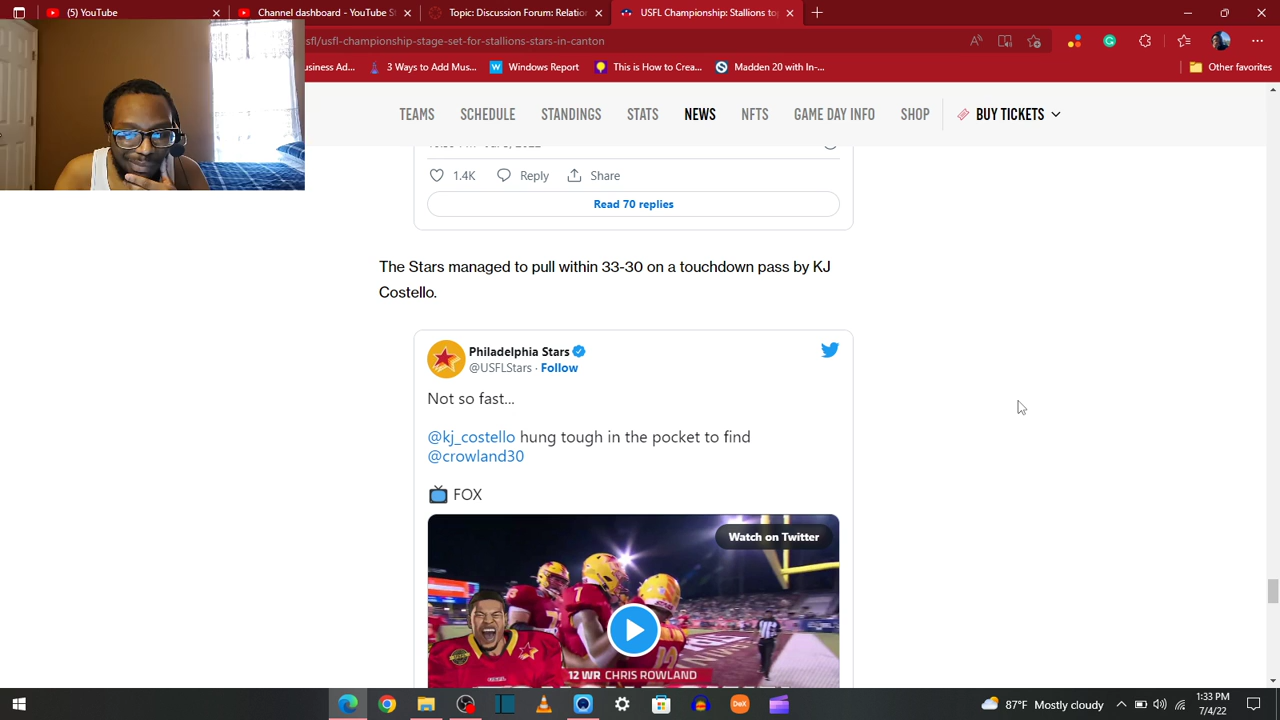 (5) YouTube
Channel dashboard - YouTube St
Topic: Discussion Forum: Relation
USFL Championship: Stallions top
sfl/usfl-championship-stage-set-for-stallions-stars-in-canton
usiness Ad...
3 Ways to Add Mus...
Windows Report
This is How to Crea...
Madden 20 with In-...
Other favorites
TEAMS SCHEDULE STANDINGS STATS NEWS NFTS GAME DAY INFO SHOP BUY TICKETS
1.4K Reply Share
Read 70 replies
The Stars managed to pull within 33-30 on a touchdown pass by KJ
Costello.
Philadelphia Stars
@USFLStars · Follow
Not so fast...
@kj_costello hung tough in the pocket to find
@crowland30
FOX
Watch on Twitter
12 WR CHRIS ROWLAND
87°F Mostly cloudy
1:33 PM
7/4/22